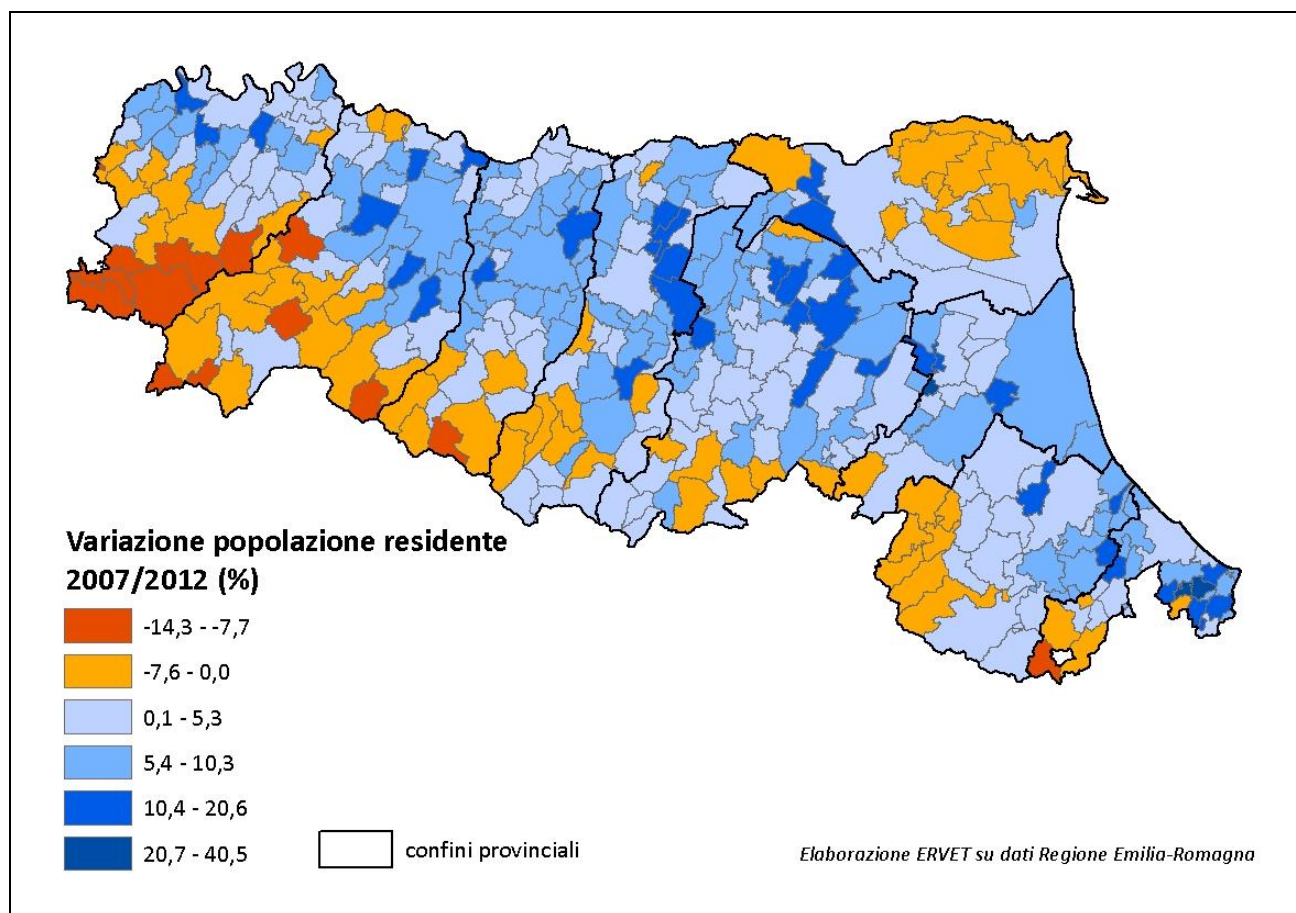 Variazione popolazione residente
2007/2012 (%)
-14,3 - -7,7
-7,6 - 0,0
0,1 - 5,3
5,4 - 10,3
10,4 - 20,6
20,7 - 40,5
confini provinciali
Elaborazione ERVET su dati Regione Emilia-Romagna